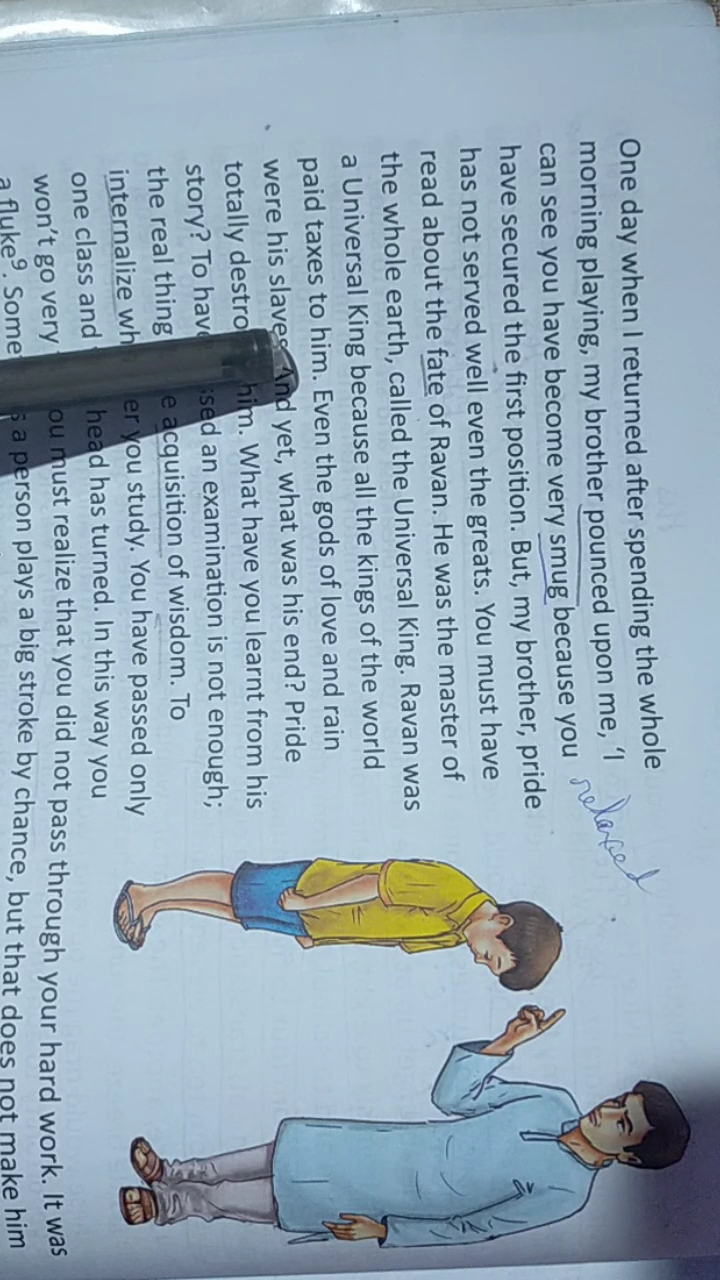 One day when I returned after spending the whole
morning playing, my brother pounced upon me, 'I
can see you have become very smug because you
relaxed
have secured the first position. But, my brother, pride
has not served well even the greats. You must have
read about the fate of Ravan. He was the master of
the whole earth, called the Universal King. Ravan was
a Universal King because all the kings of the world
paid taxes to him. Even the gods of love and rain
were his slaves. And yet, what was his end? Pride
totally him. What have you learnt from his
story? To an examination is not enough;
the real thing acquisition of wisdom. To
internalize you study. You have passed only
one class and head has turned. In this way you
won't go very must realize that you did not pass through your hard work. It was
a fluke⁹. a person plays a big stroke by chance, but that does not make him